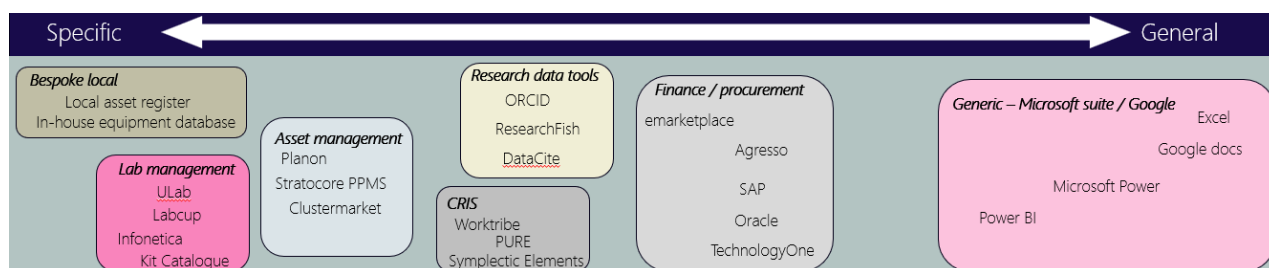 Specific
General
Bespoke local
Local asset register
In-house equipment database
Lab management
ULab
Labcup
Infonetica
Kit Catalogue
Asset management
Planon
Stratocore PPMS
Clustermarket
Research data tools
ORCID
ResearchFish
DataCite
CRIS
Worktribe
PURE
Symplectic Elements
Finance / procurement
emarketplace
Agresso
SAP
Oracle
TechnologyOne
Generic – Microsoft suite / Google
Excel
Google docs
Microsoft Power
Power BI